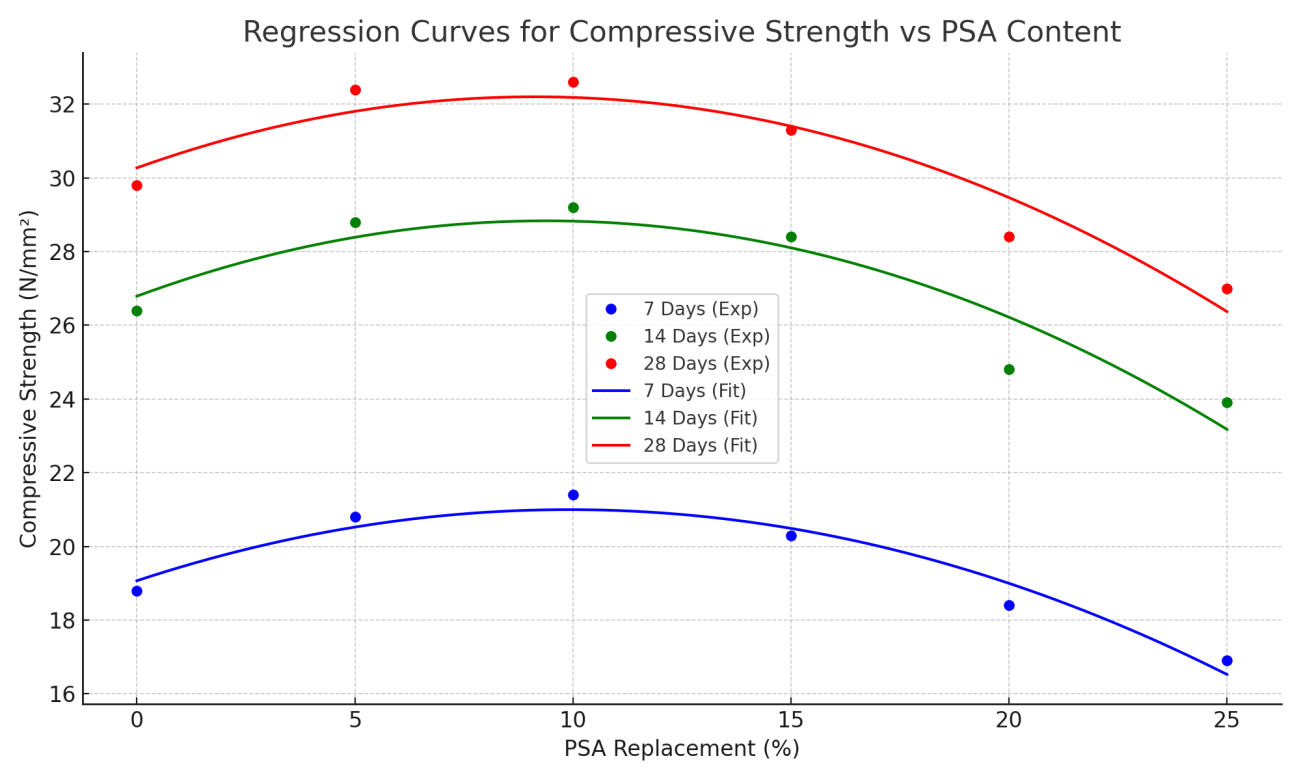 Regression Curves for Compressive Strength vs PSA Content
Compressive Strength (N/mm²)
32
30
28
26
24
22
20
18
16
7 Days (Exp)
14 Days (Exp)
28 Days (Exp)
7 Days (Fit)
14 Days (Fit)
28 Days (Fit)
0
5
10
15
20
25
PSA Replacement (%)